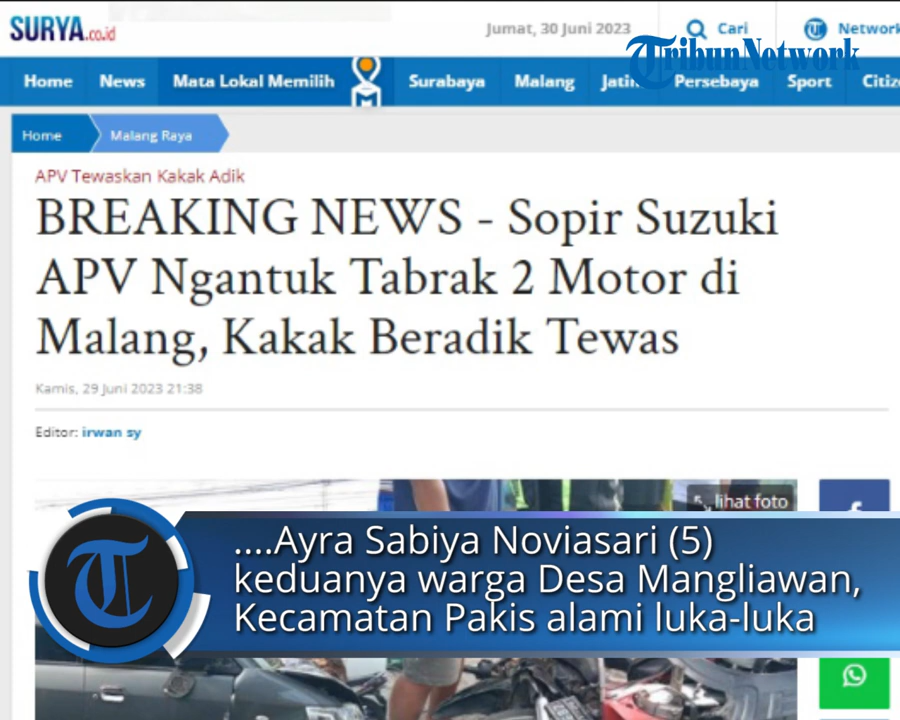 SURYA.co.id
Jumat, 30 Juni 2023
Cari
Network
TribunNetwork
Home News Mata Lokal Memilih Surabaya Malang Jatim Persebaya Sport Citiz
Home Malang Raya
APV Tewaskan Kakak Adik
BREAKING NEWS - Sopir Suzuki
APV Ngantuk Tabrak 2 Motor di
Malang, Kakak Beradik Tewas
Kamis, 29 Juni 2023 21:38
Editor: irwan sy
lihat foto
....Ayra Sabiya Noviasari (5)
keduanya warga Desa Mangliawan,
Kecamatan Pakis alami luka-luka